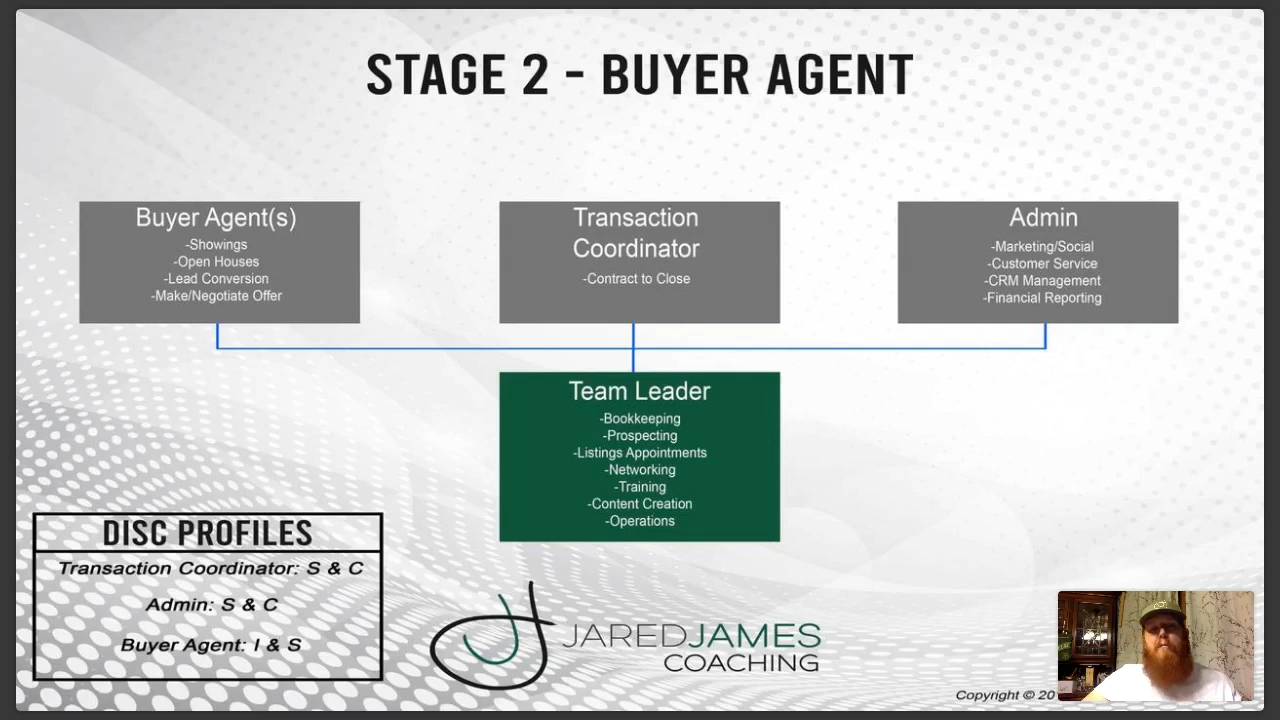 STAGE 2 - BUYER AGENT
Buyer Agent(s)
-Showings
-Open Houses
-Lead Conversion
-Make/Negotiate Offer
Transaction
Coordinator
-Contract to Close
Admin
-Marketing/Social
-Customer Service
-CRM Management
-Financial Reporting
Team Leader
-Bookkeeping
-Prospecting
-Listings Appointments
-Networking
-Training
-Content Creation
-Operations
DISC PROFILES
Transaction Coordinator: S & C
Admin: S & C
Buyer Agent: I & S
JAREDJAMES
COACHING
Copyright © 20